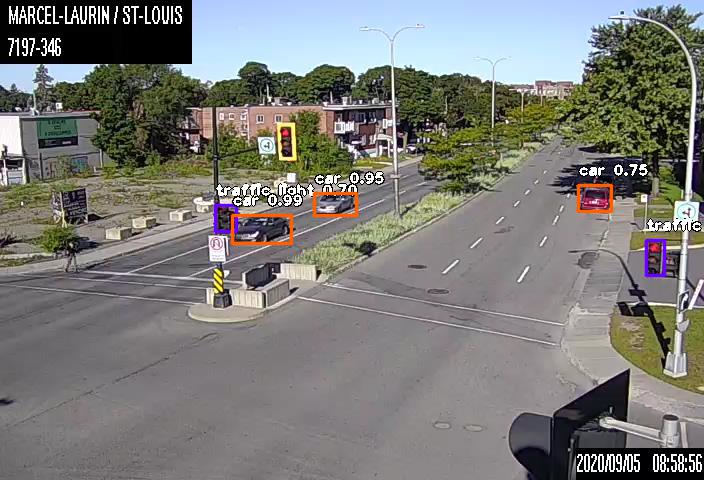 MARCEL-LAURIN / ST-LOUIS
7197-346
car 0.95
traffic light 0.70
car 0.99
car 0.75
traffic
2020/09/05 08:58:56